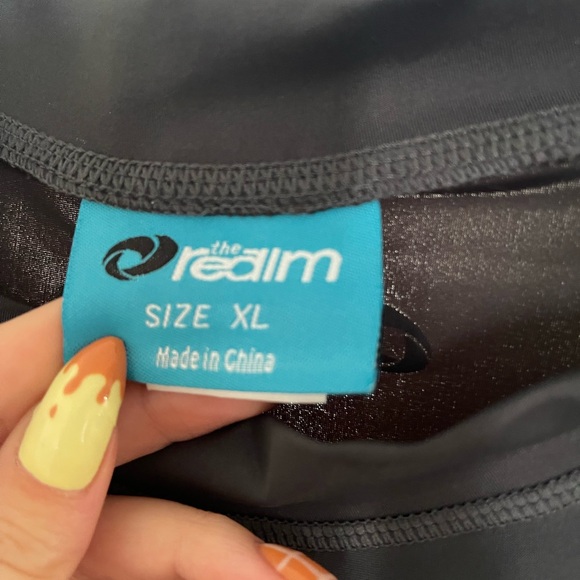 the
realm
SIZE XL
Made in China